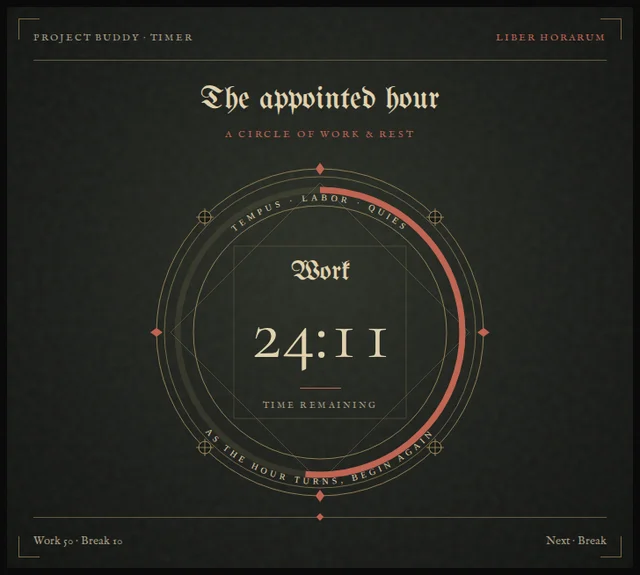 PROJECT BUDDY · TIMER
LIBER HORARUM
The appointed hour
A CIRCLE OF WORK & REST
TEMPUS · LABOR · QUIES
Work
24:11
TIME REMAINING
AS THE HOUR TURNS, BEGIN AGAIN
Work 50 · Break 10
Next · Break